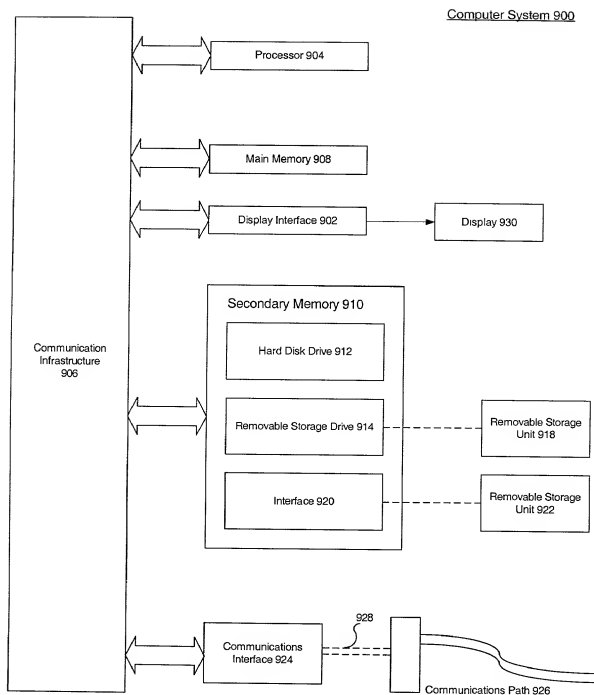 Computer System 900
Processor 904
Main Memory 908
Display Interface 902
Display 930
Secondary Memory 910
Hard Disk Drive 912
Communication
Infrastructure
906
Removable Storage Drive 914
Removable Storage
Unit 918
Interface 920
Removable Storage
Unit 922
928
Communications
Interface 924
Communications Path 926